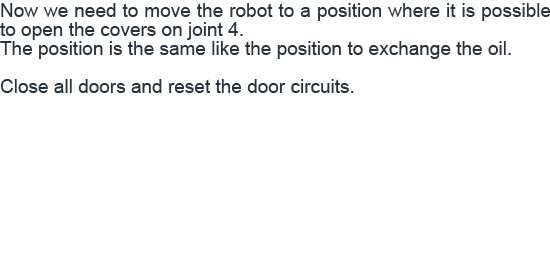 Now we need to move the robot to a position where it is possible
to open the covers on joint 4.
The position is the same like the position to exchange the oil.
Close all doors and reset the door circuits.